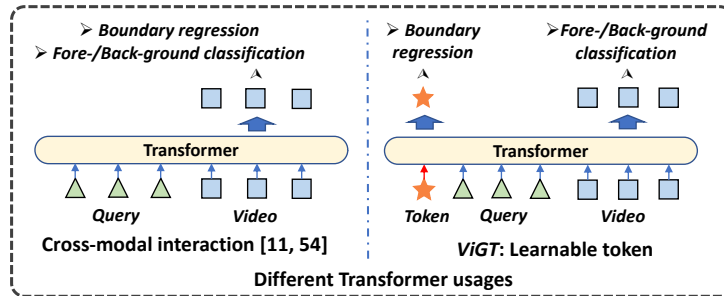 ➢ Boundary regression
➢ Fore-/Back-ground classification
Transformer
Query
Video
Cross-modal interaction [11, 54]
➢ Boundary
regression
➢ Fore-/Back-ground
classification
Transformer
Token
Query
Video
ViGT: Learnable token
Different Transformer usages